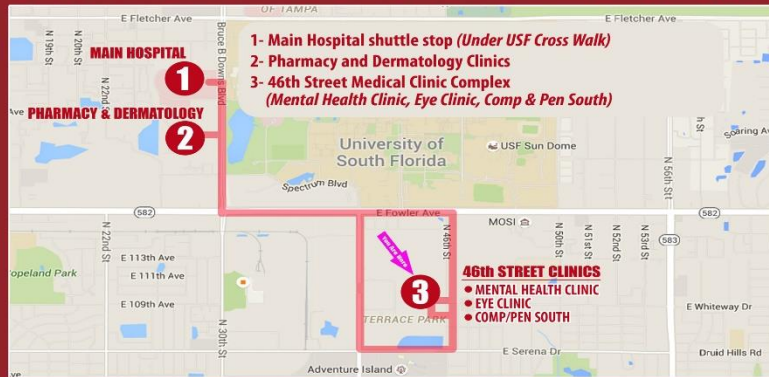 OF TAMPA
E Fletcher Ave
E Fletcher Ave
N 19th St
N 20th St
N 22nd St
Bruce B Downs Blvd
MAIN HOSPITAL
1
1- Main Hospital shuttle stop (Under USF Cross Walk)
2- Pharmacy and Dermatology Clinics
3- 46th Street Medical Clinic Complex
(Mental Health Clinic, Eye Clinic, Comp & Pen South)
Ave
PHARMACY & DERMATOLOGY
2
University of
South Florida
USF Sun Dome
Spectrum Blvd
N 56th St
St
Soaring Av
582
E Fowler Ave
MOSI
582
583
N 22nd St
N 30th St
N 46th St
N 50th St
N 51st St
N 52nd St
N 53rd St
E 113th Ave
E 111th Ave
E 109th Ave
opeland Park
You Are Here
3
46th STREET CLINICS
MENTAL HEALTH CLINIC
EYE CLINIC
COMP/PEN SOUTH
TERRACE PARK
E Whiteway Dr
E Serena Dr
Druid Hills Rd
Adventure Island